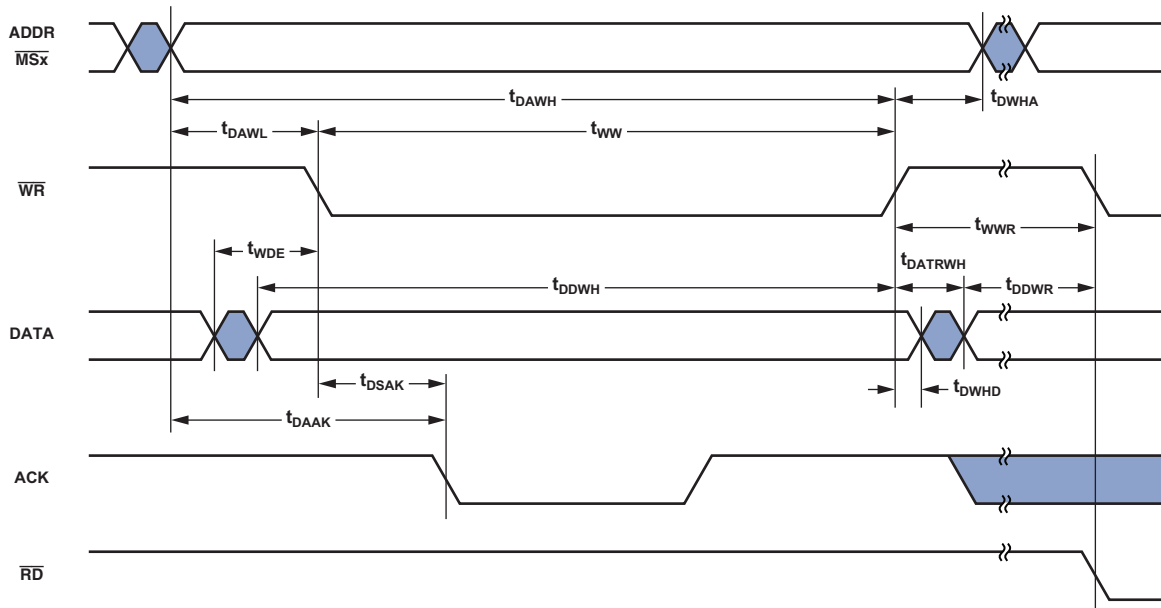 ADDR
MSx
tDAWH
tDWHA
tDAWL
tWW
WR
tWWR
tWDE
tDATRWH
tDDWH
tDDWR
DATA
tDSAK
tDWHD
tDAAK
ACK
RD